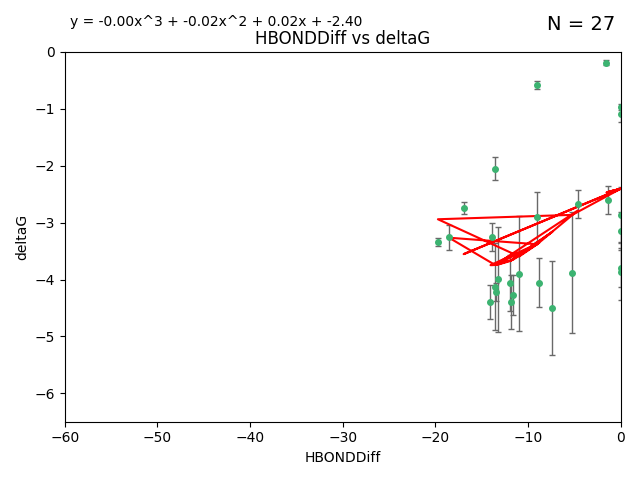 y = -0.00x^3 + -0.02x^2 + 0.02x + -2.40
N = 27
HBONDDiff vs deltaG
0
−1
−2
−3
−4
−5
−6
deltaG
−60
−50
−40
−30
−20
−10
0
HBONDDiff